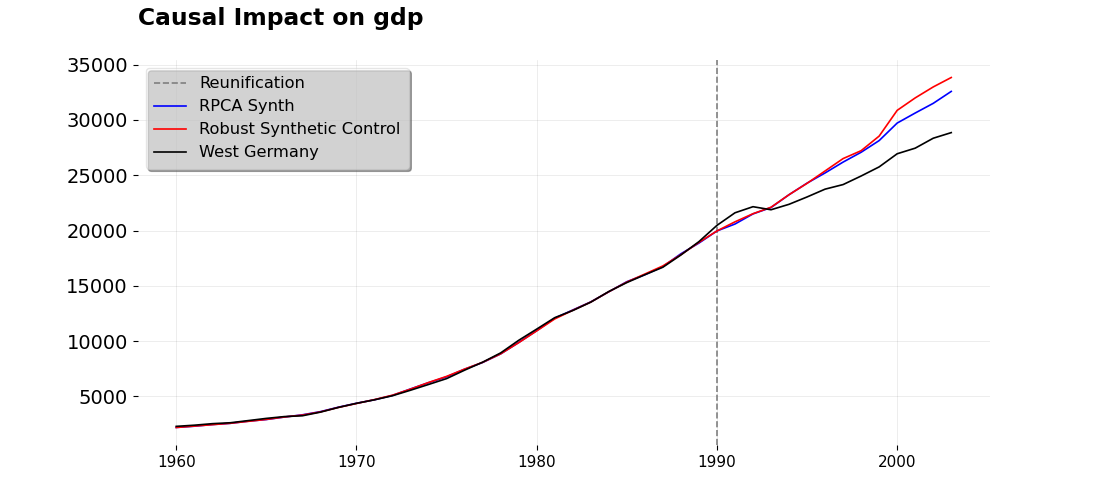 Causal Impact on gdp
35000
30000
25000
20000
15000
10000
5000
Reunification
RPCA Synth
Robust Synthetic Control
West Germany
1960 1970 1980 1990 2000